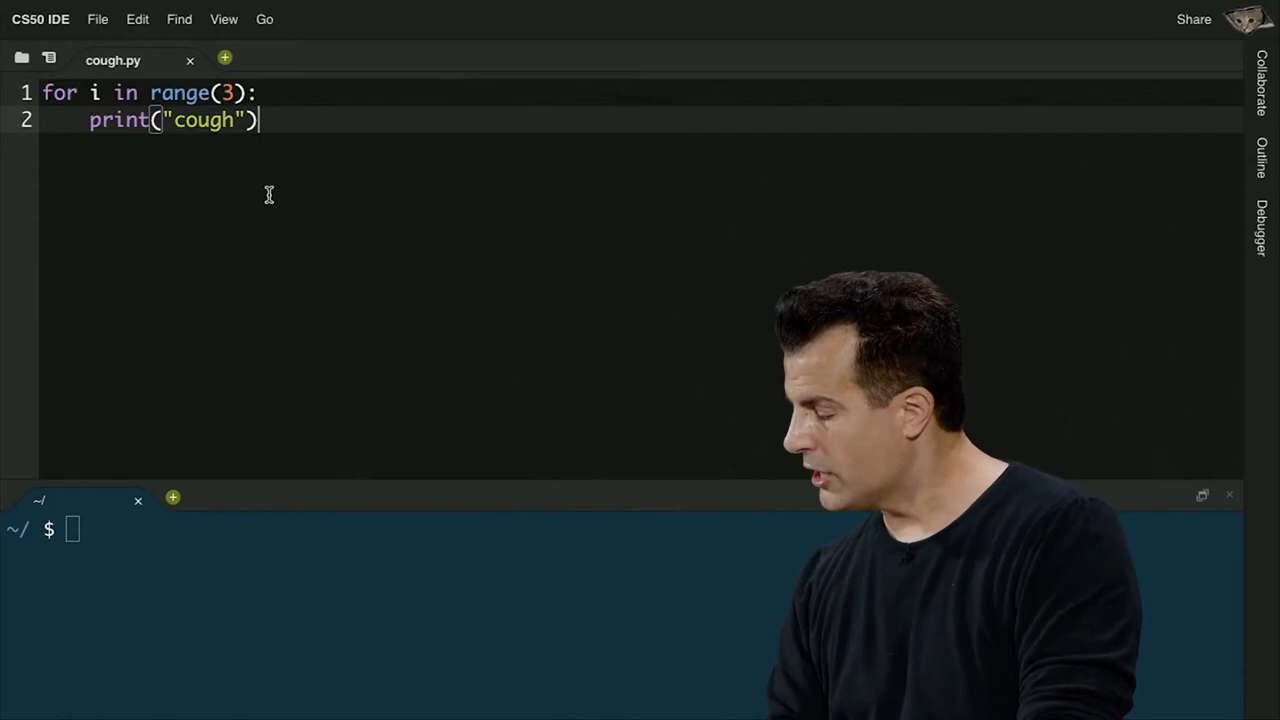 CS50 IDE File Edit Find View Go Share
cough.py
1 for i in range(3):
2     print("cough")
Collaborate
Outline
Debugger
~/
~/ $